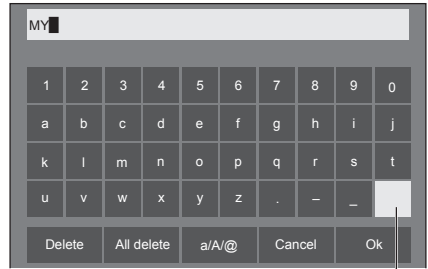 MY
1 2 3 4 5 6 7 8 9 0
a b c d e f g h i j
k l m n o p q r s t
u v w x y z . – _
Delete All delete a/A/@ Cancel Ok